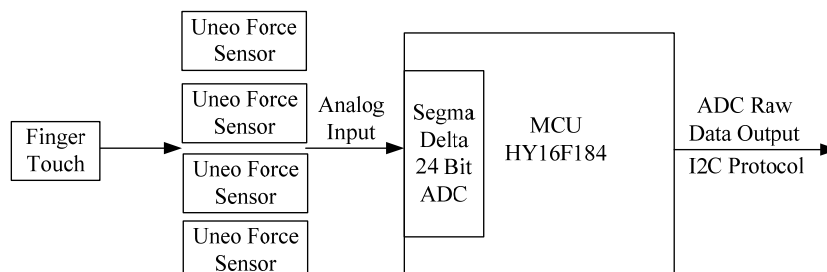 Finger
Touch
Uneo Force
Sensor
Uneo Force
Sensor
Uneo Force
Sensor
Uneo Force
Sensor
Analog
Input
Segma
Delta
24 Bit
ADC
MCU
HY16F184
ADC Raw
Data Output
I2C Protocol